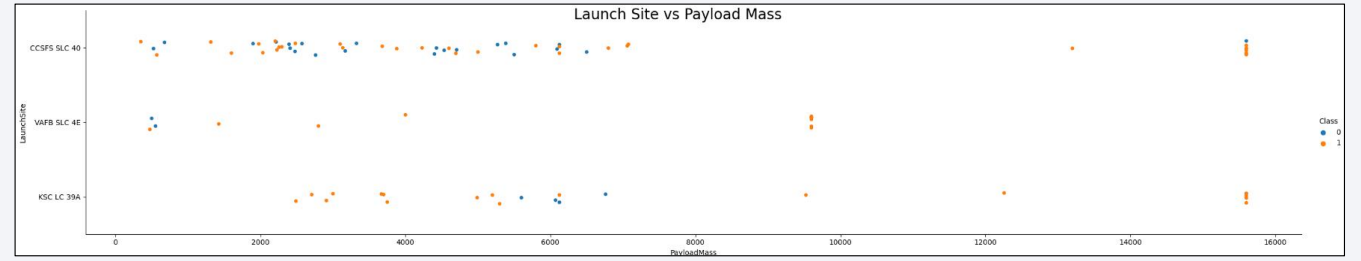 Launch Site vs Payload Mass
CCSFS SLC 40
VAFB SLC 4E
KSC LC 39A
LaunchSite
0 2000 4000 6000 8000 10000 12000 14000 16000
PayloadMass
Class
0
1